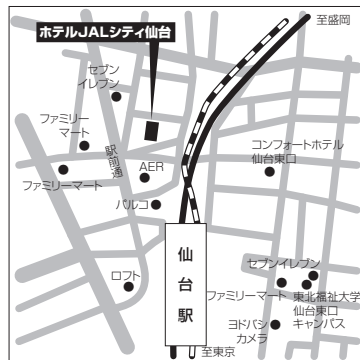 至盛岡
ホテルJALシティ仙台
セブン
イレブン
ファミリー
マート
駅前通
コンフォートホテル
仙台東口
AER
ファミリーマート
パルコ
仙台駅
セブンイレブン
ロフト
ファミリーマート
東北福祉大学
仙台東口
キャンパス
ヨドバシ
カメラ
至東京